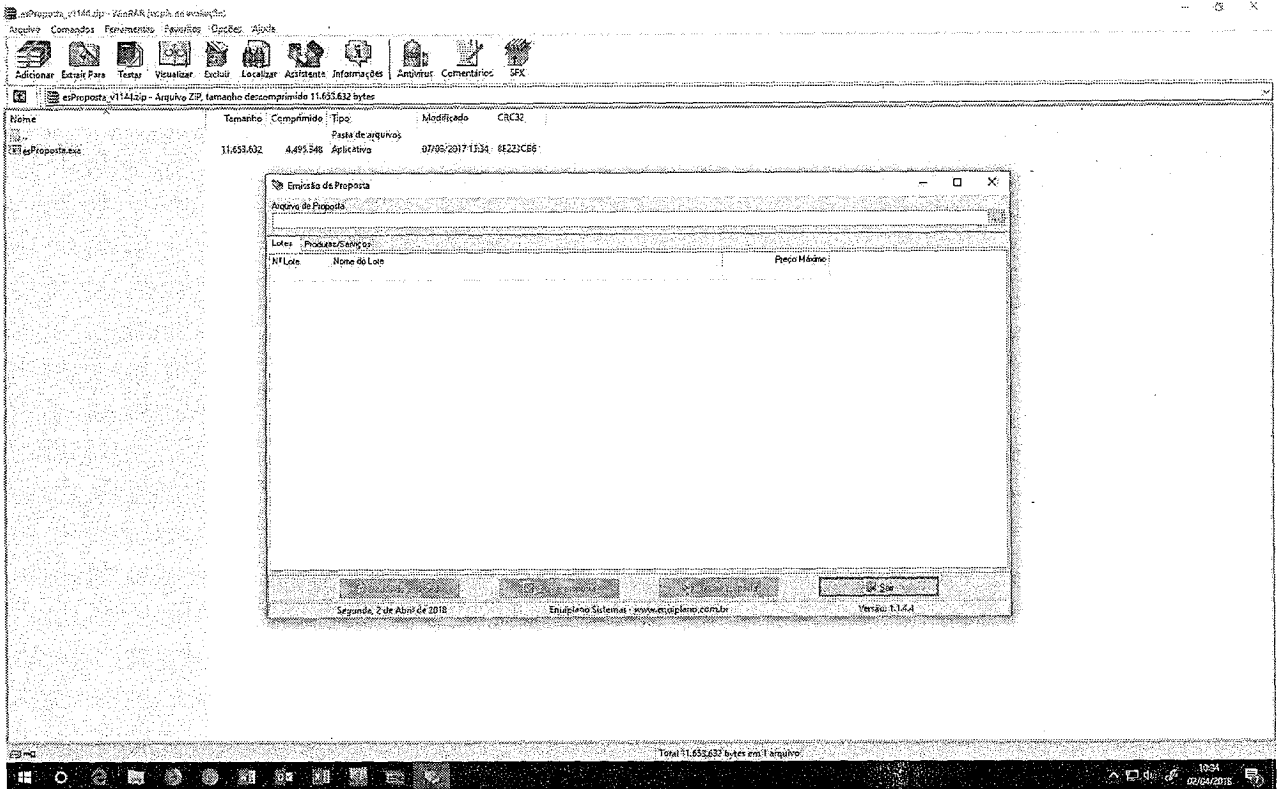 esProposta_v1144.zip - WinRAR (cópia de avaliação)
Arquivo Comandos Ferramentas Favoritos Opções Ajuda
Adicionar Extrair Para Testar Visualizar Excluir Localizar Assistente Informações Antivírus Comentários SFX
esProposta_v1144.zip - Arquivo ZIP, tamanho descomprimido 11.653.632 bytes
Nome Tamanho Comprimido Tipo Modificado CRC32
.. Pasta de arquivos
esProposta.exe 11.653.632 4.495.548 Aplicativo
Emissão de Proposta
Arquivo de Proposta
Lotes Produtos/Serviços
Nº Lote Nome do Lote Preço Máximo
Sair
Segunda, 2 de Abril de 2018 Equiplano Sistemas - www.equiplano.com.br Versão: 1.1.4.4
Total 11.653.632 bytes em 1 arquivo
10:34
02/04/2018